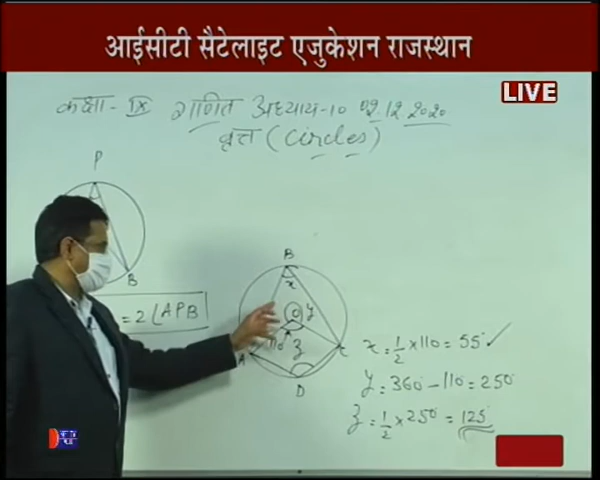 आईसीटी सैटेलाइट एजुकेशन राजस्थान
LIVE
कक्षा - IX गणित अध्याय-10 02.12.2020
वृत्त (Circles)
P
B
= 2∠APB
B
x
O y
110°
z
A
C
D
x = 1/2 × 110 = 55° ✓
y = 360° - 110° = 250°
z = 1/2 × 250° = 125°